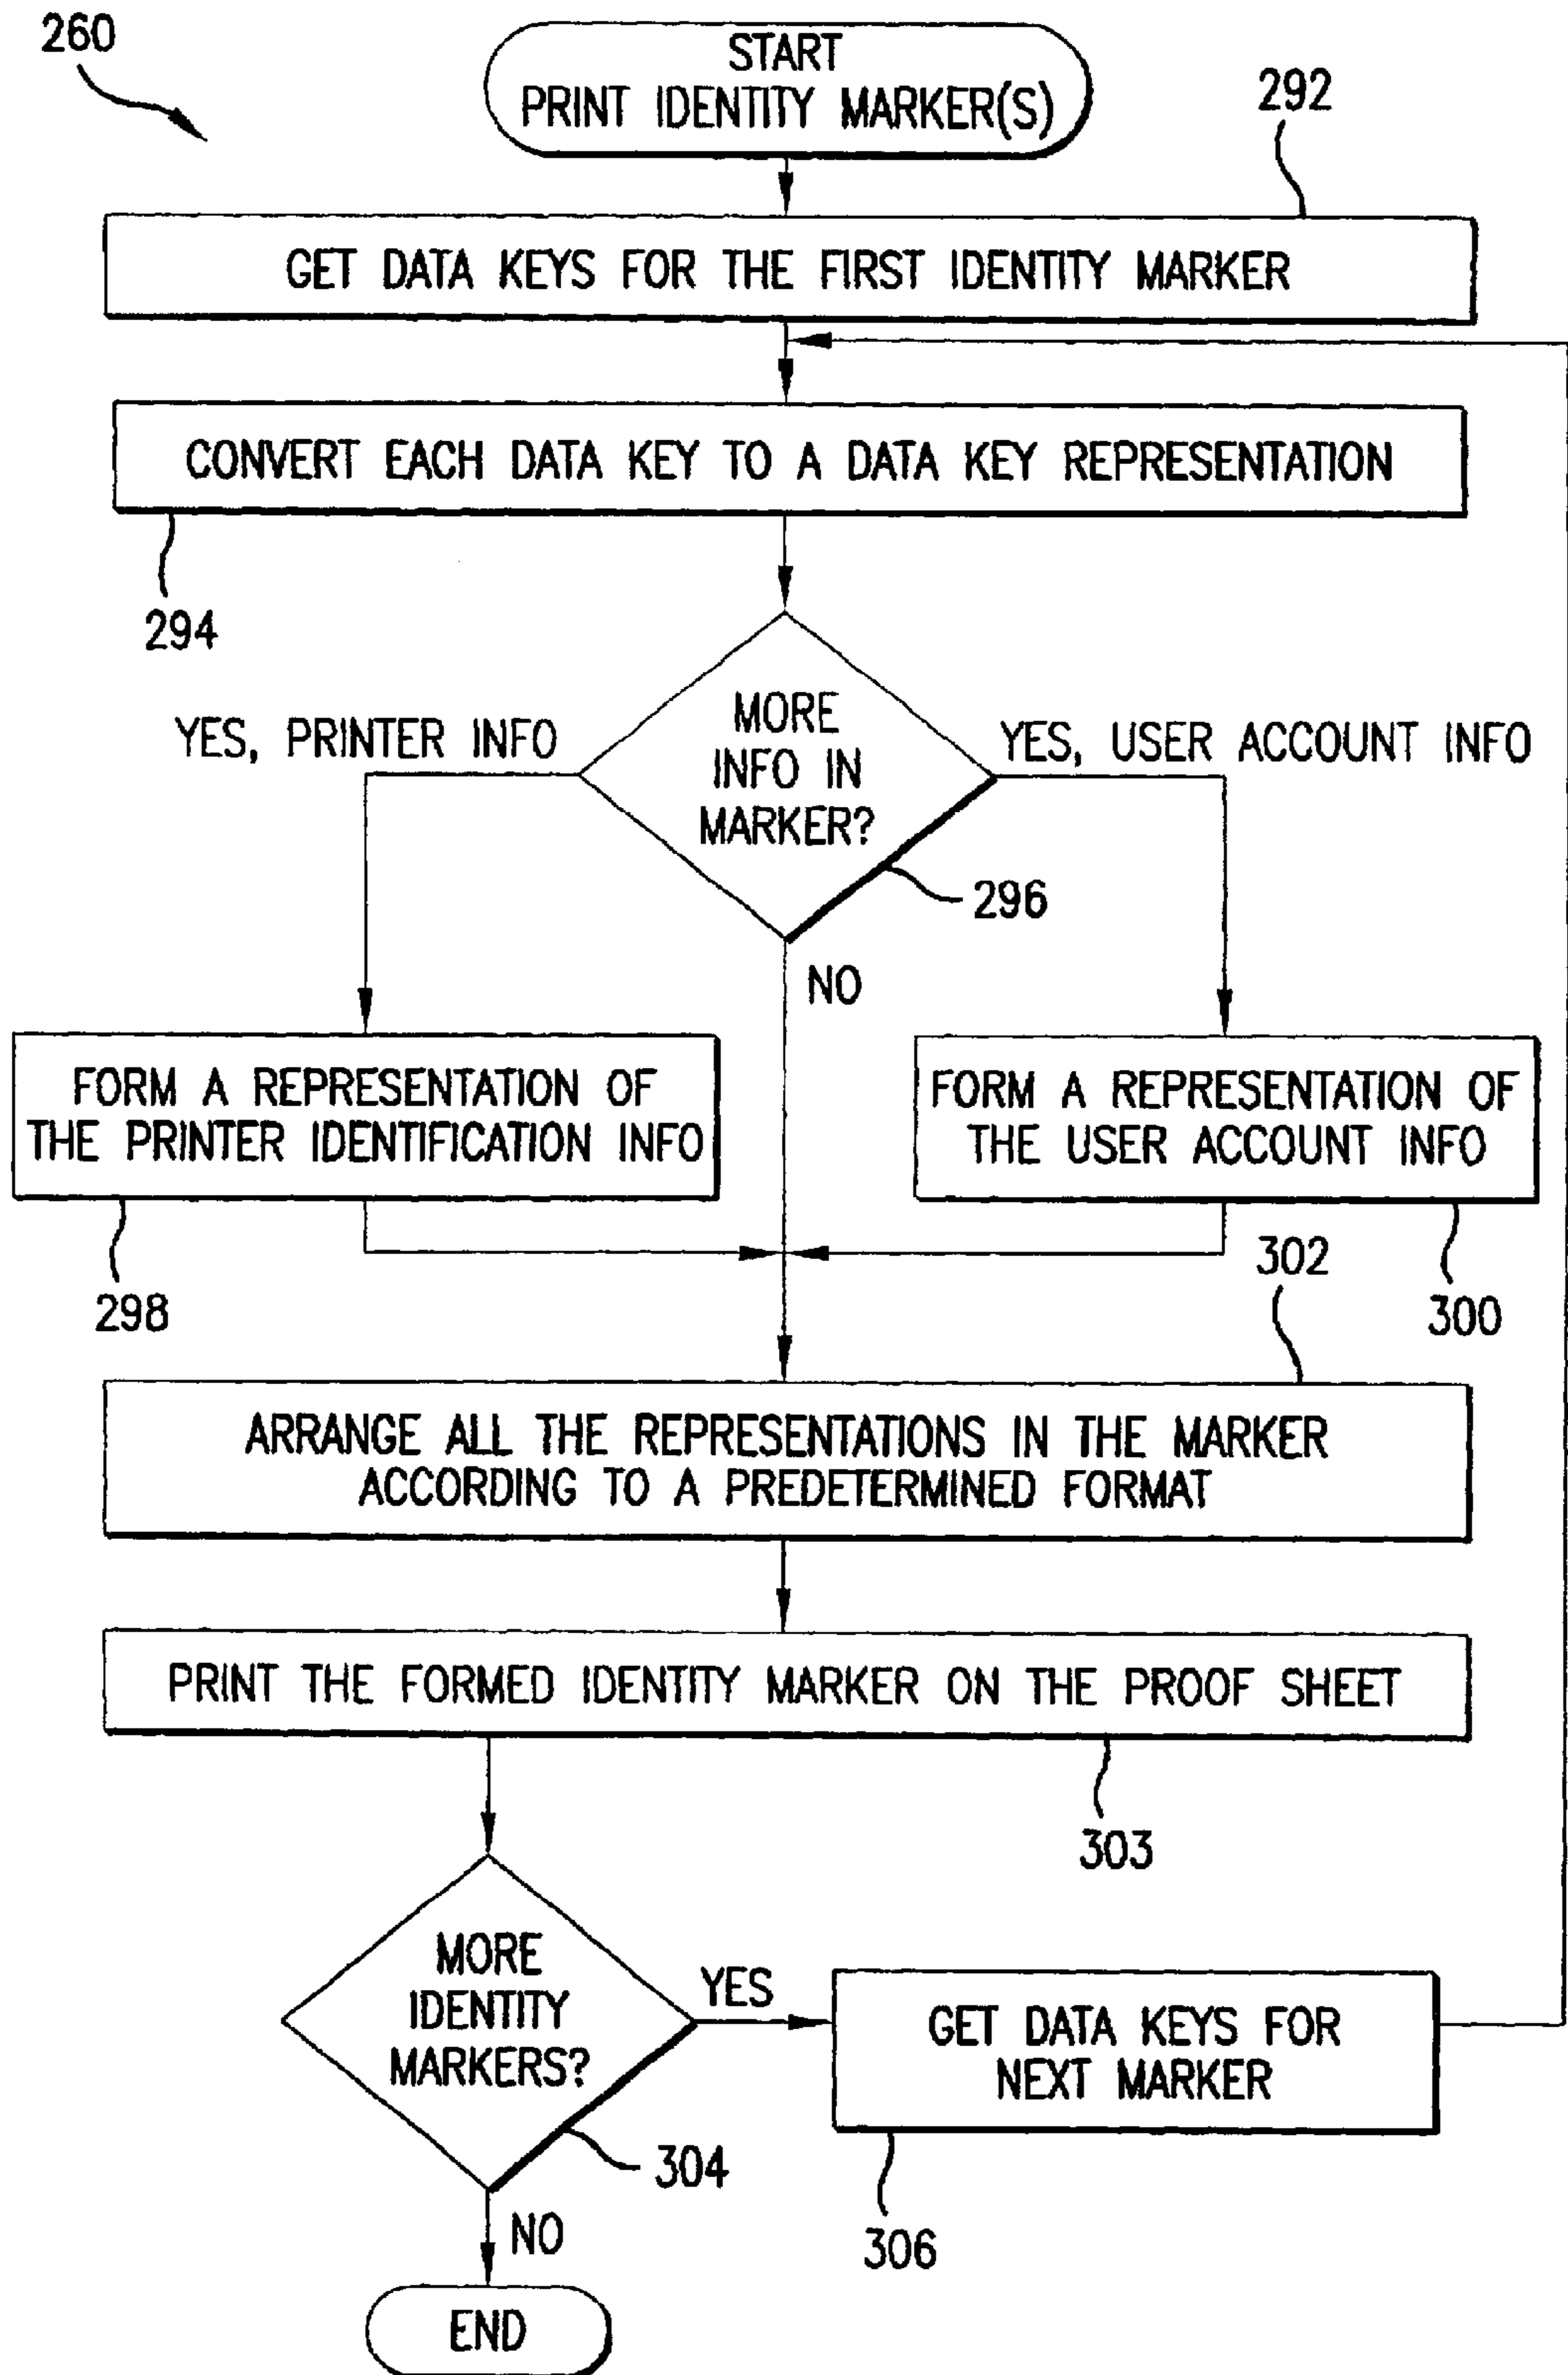 260
START
PRINT IDENTITY MARKER(S)
292
GET DATA KEYS FOR THE FIRST IDENTITY MARKER
CONVERT EACH DATA KEY TO A DATA KEY REPRESENTATION
294
MORE
INFO IN
MARKER?
YES, PRINTER INFO
YES, USER ACCOUNT INFO
296
NO
FORM A REPRESENTATION OF
THE PRINTER IDENTIFICATION INFO
FORM A REPRESENTATION OF
THE USER ACCOUNT INFO
298
302
300
ARRANGE ALL THE REPRESENTATIONS IN THE MARKER
ACCORDING TO A PREDETERMINED FORMAT
PRINT THE FORMED IDENTITY MARKER ON THE PROOF SHEET
303
MORE
IDENTITY
MARKERS?
YES
GET DATA KEYS FOR
NEXT MARKER
304
306
NO
END